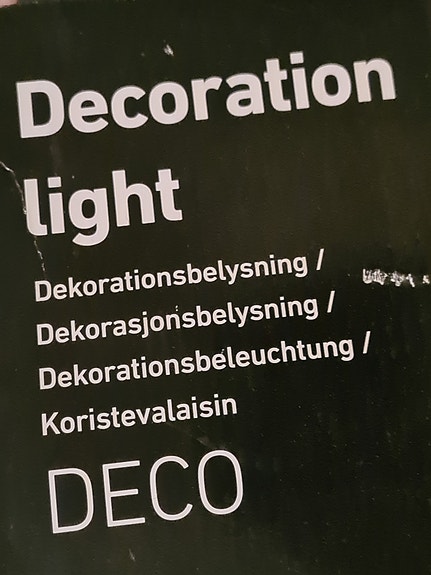 Decoration
light
Dekorationsbelysning /
Dekorasjonsbelysning /
Dekorationsbeleuchtung /
Koristevalaisin
DECO